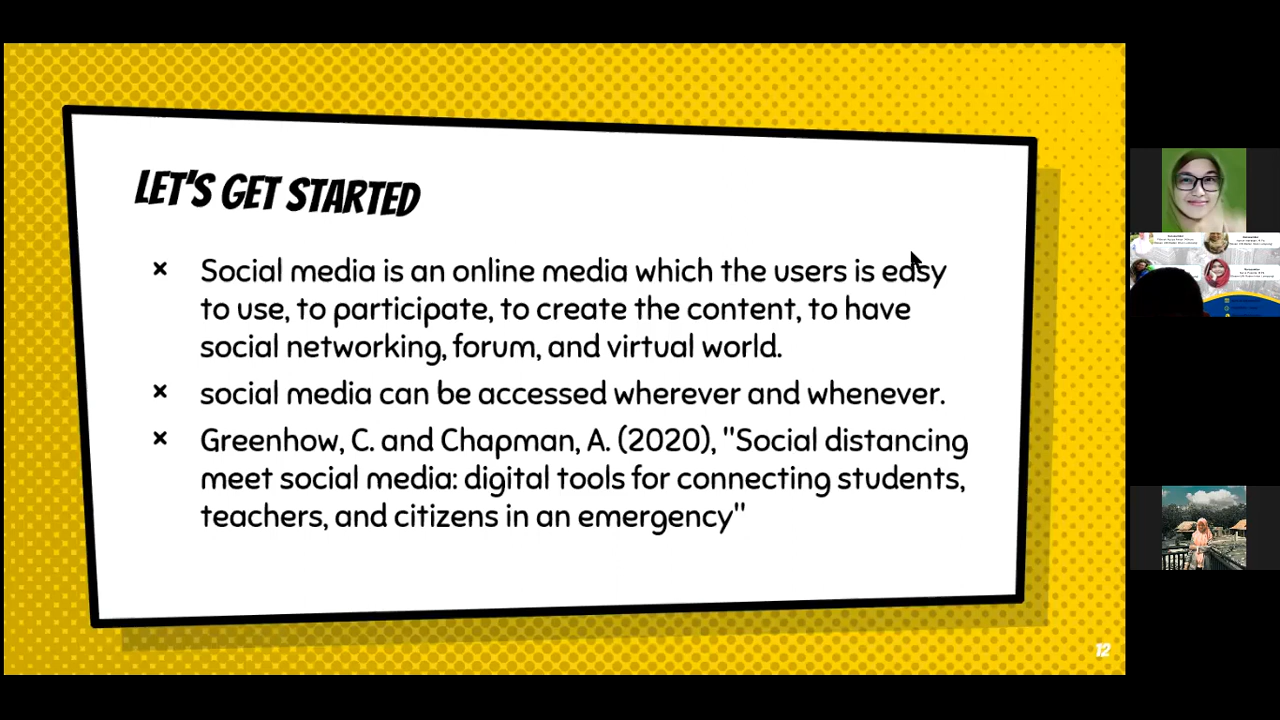 LET'S GET STARTED
× Social media is an online media which the users is easy
to use, to participate, to create the content, to have
social networking, forum, and virtual world.
× social media can be accessed wherever and whenever.
× Greenhow, C. and Chapman, A. (2020), "Social distancing
meet social media: digital tools for connecting students,
teachers, and citizens in an emergency"
12